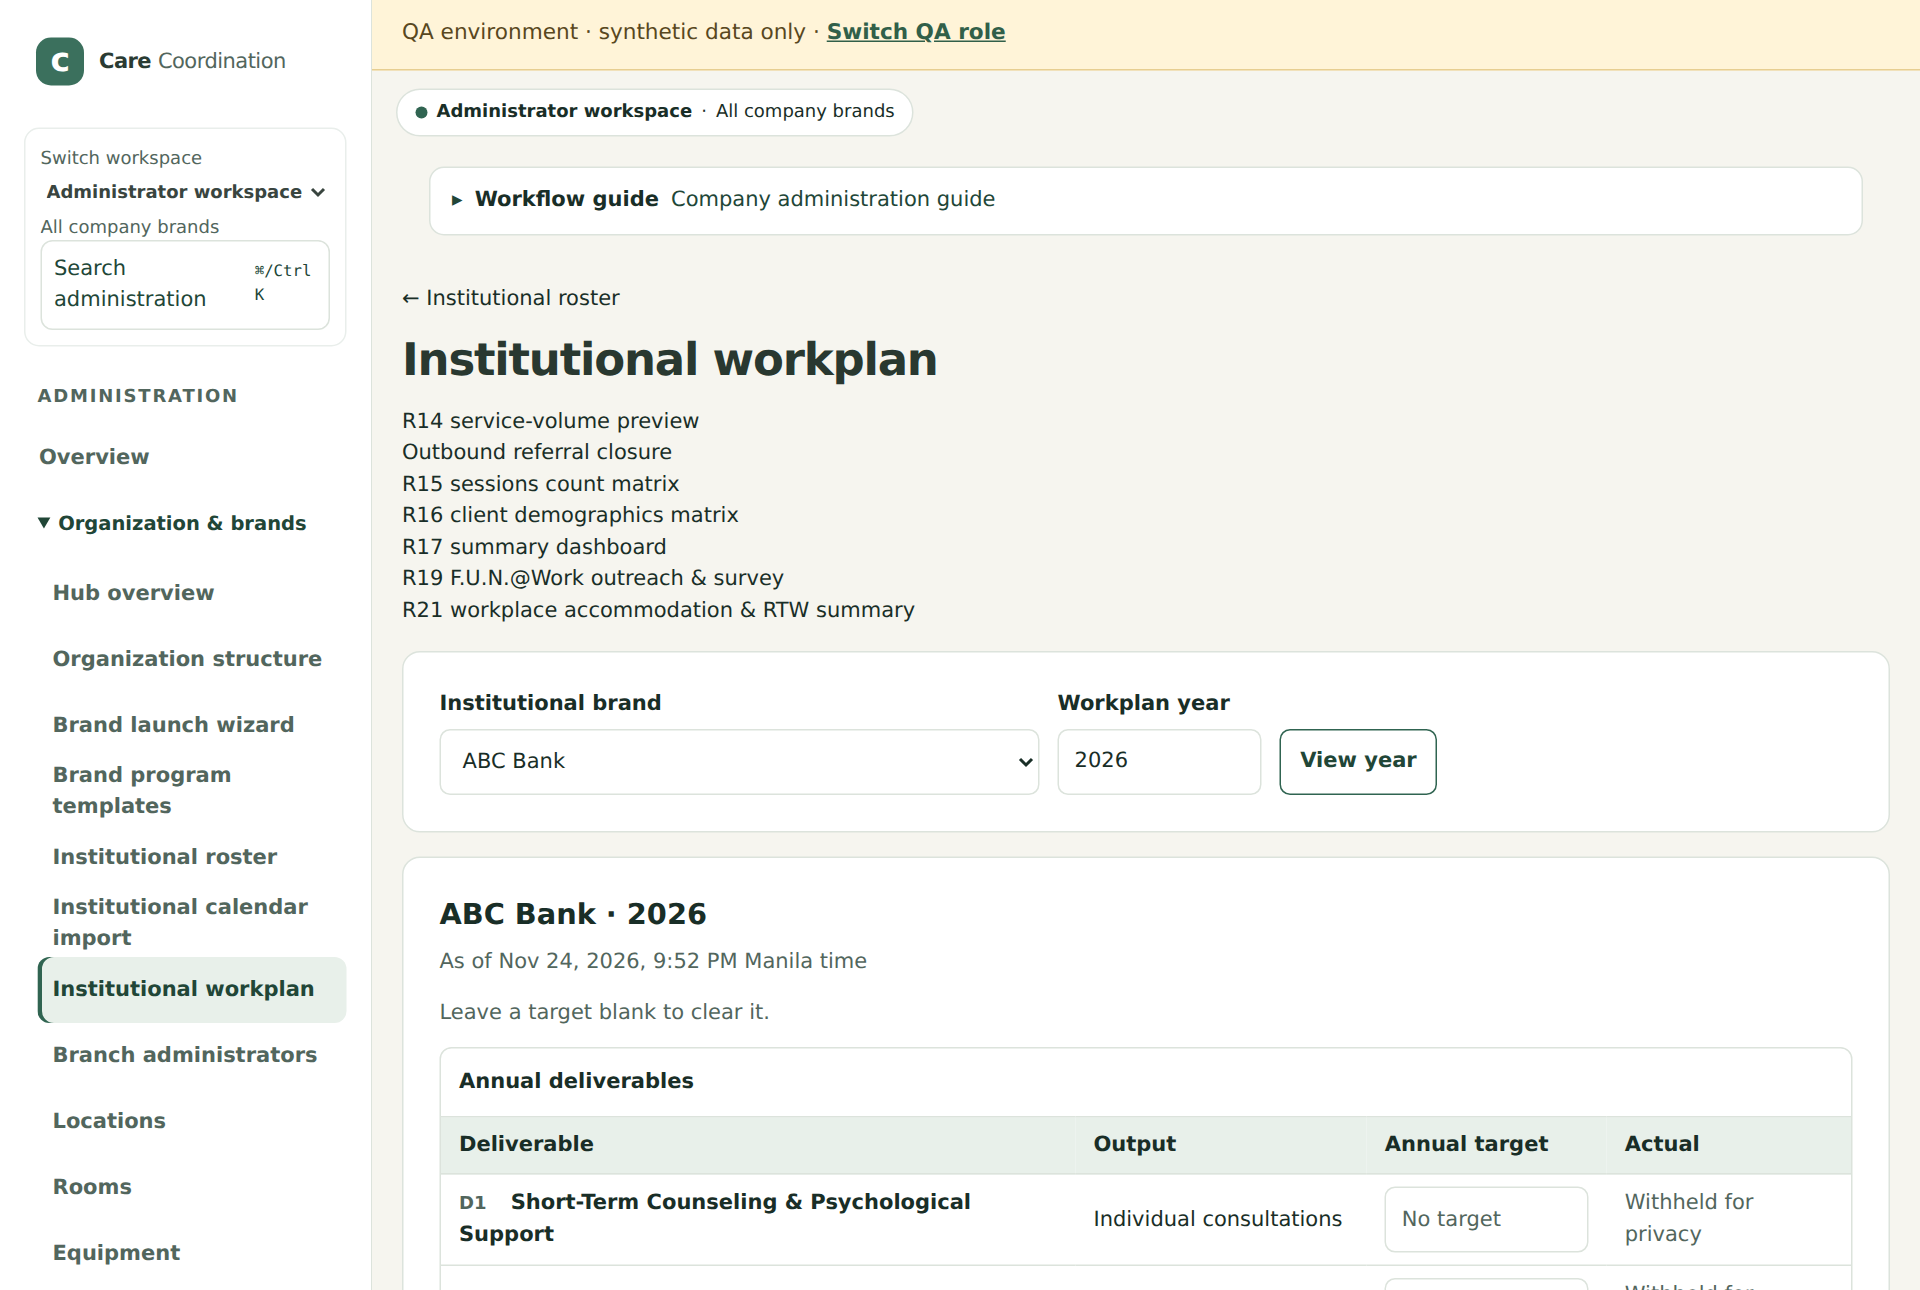 QA environment · synthetic data only · Switch QA role
C
Care Coordination
Switch workspace
Administrator workspace
All company brands
Search administration
⌘/Ctrl K
ADMINISTRATION
Overview
▼ Organization & brands
Hub overview
Organization structure
Brand launch wizard
Brand program
templates
Institutional roster
Institutional calendar
import
Institutional workplan
Branch administrators
Locations
Rooms
Equipment
Administrator workspace · All company brands
▸ Workflow guide Company administration guide
← Institutional roster
Institutional workplan
R14 service-volume preview
Outbound referral closure
R15 sessions count matrix
R16 client demographics matrix
R17 summary dashboard
R19 F.U.N.@Work outreach & survey
R21 workplace accommodation & RTW summary
Institutional brand
ABC Bank
Workplan year
2026
View year
ABC Bank · 2026
As of Nov 24, 2026, 9:52 PM Manila time
Leave a target blank to clear it.
Annual deliverables
Deliverable Output Annual target Actual
D1 Short-Term Counseling & Psychological
Support
Individual consultations
No target
Withheld for
privacy